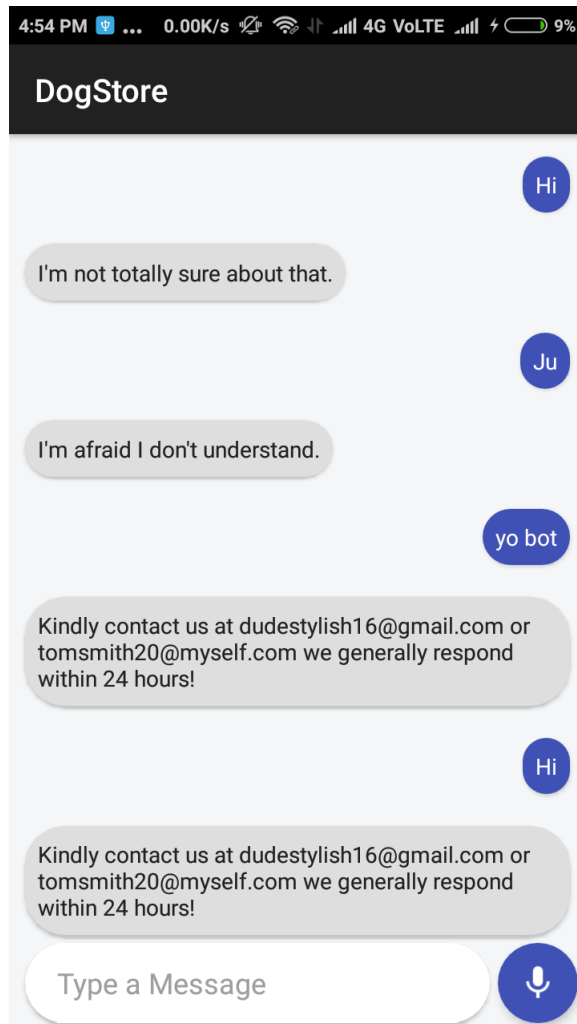 4:54 PM ... 0.00K/s 4G VoLTE 9%
DogStore
Hi
I'm not totally sure about that.
Ju
I'm afraid I don't understand.
yo bot
Kindly contact us at dudestylish16@gmail.com or
tomsmith20@myself.com we generally respond
within 24 hours!
Hi
Kindly contact us at dudestylish16@gmail.com or
tomsmith20@myself.com we generally respond
within 24 hours!
Type a Message